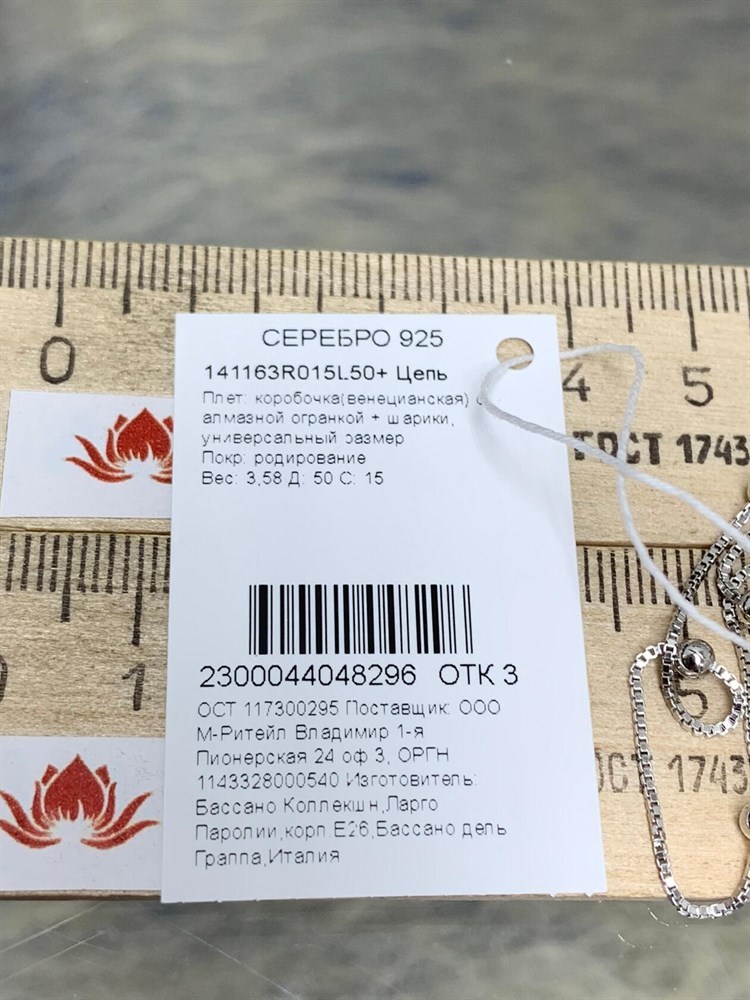 0
4
5
ГОСТ 1743
СЕРЕБРО 925
141163R015L50+ Цепь
Плет: коробочка(венецианская) с
алмазной огранкой + шарики,
универсальный размер
Покр: родирование
Вес: 3,58 Д: 50 С: 15
2300044048296 ОТК 3
ОСТ 117300295 Поставщик: ООО
М-Ритейл Владимир 1-я
Пионерская 24 оф 3, ОРГН
1143328000540 Изготовитель:
Бассано Коллекшн,Ларго
Паролии,корп.Е26,Бассано дель
Граппа,Италия
1
5
ОСТ 1743